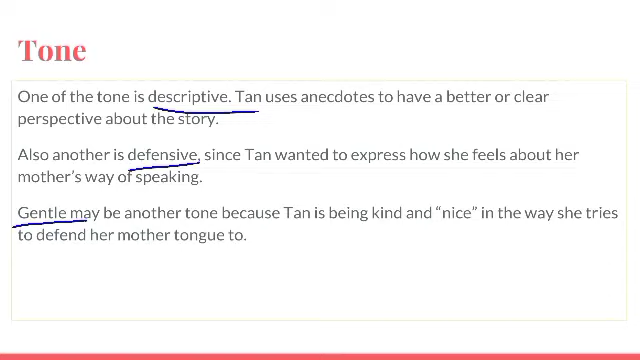 Tone
One of the tone is descriptive. Tan uses anecdotes to have a better or clear
perspective about the story.
Also another is defensive, since Tan wanted to express how she feels about her
mother's way of speaking.
Gentle may be another tone because Tan is being kind and “nice” in the way she tries
to defend her mother tongue to.